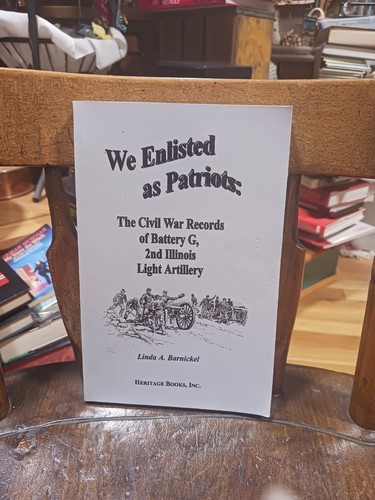 We Enlisted
as Patriots:
The Civil War Records
of Battery G,
2nd Illinois
Light Artillery
Linda A. Barnickel
HERITAGE BOOKS, INC.